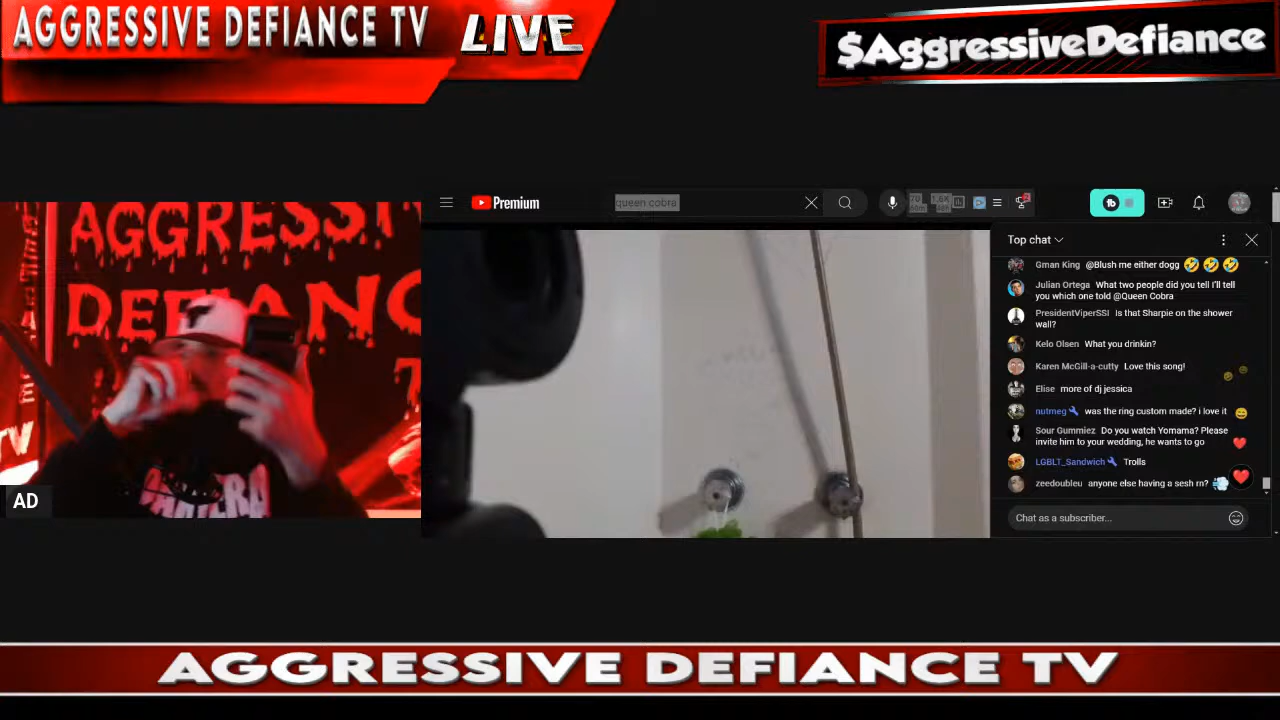 AGGRESSIVE DEFIANCE TV
LIVE
$AggressiveDefiance
Premium
queen cobra
AGGRESSI
DEFIANC
TV
AD
Top chat
Gman King @Blush me either dogg 🤣 🤣 🤣
Julian Ortega What two people did you tell I'll tell
you which one told @Queen Cobra
PresidentViperSSI Is that Sharpie on the shower
wall?
Kelo Olsen What you drinkin?
Karen McGill-a-cutty Love this song!
Elise more of dj jessica
nutmeg was the ring custom made? i love it
Sour Gummiez Do you watch Yomama? Please
invite him to your wedding, he wants to go
LGBLT_Sandwich Trolls
zeedoubleu anyone else having a sesh rn? 💨
Chat as a subscriber...
AGGRESSIVE DEFIANCE TV